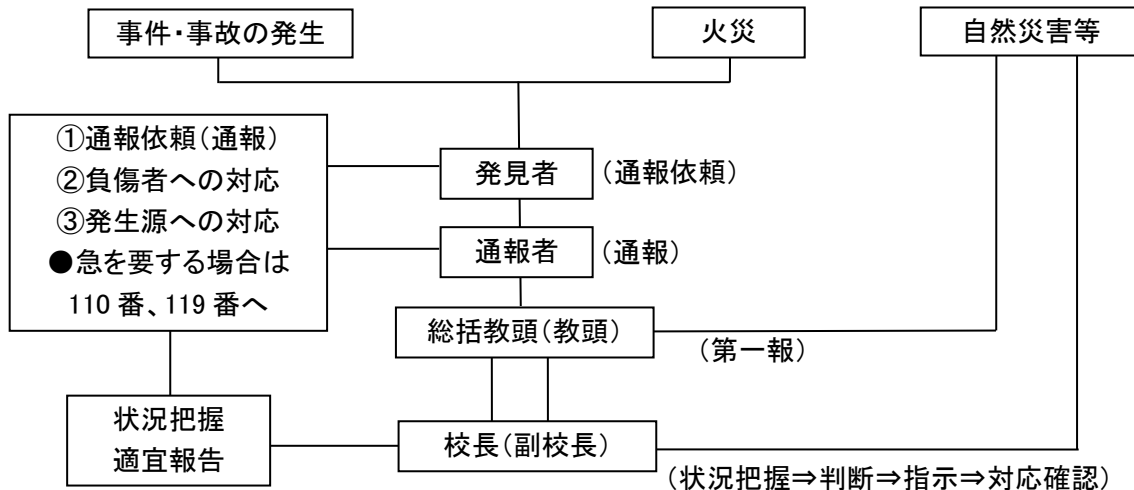 事件・事故の発生
火災
自然災害等
①通報依頼(通報)
②負傷者への対応
③発生源への対応
●急を要する場合は
110番、119番へ
発見者
(通報依頼)
通報者
(通報)
総括教頭(教頭)
(第一報)
状況把握
適宜報告
校長(副校長)
(状況把握⇒判断⇒指示⇒対応確認)